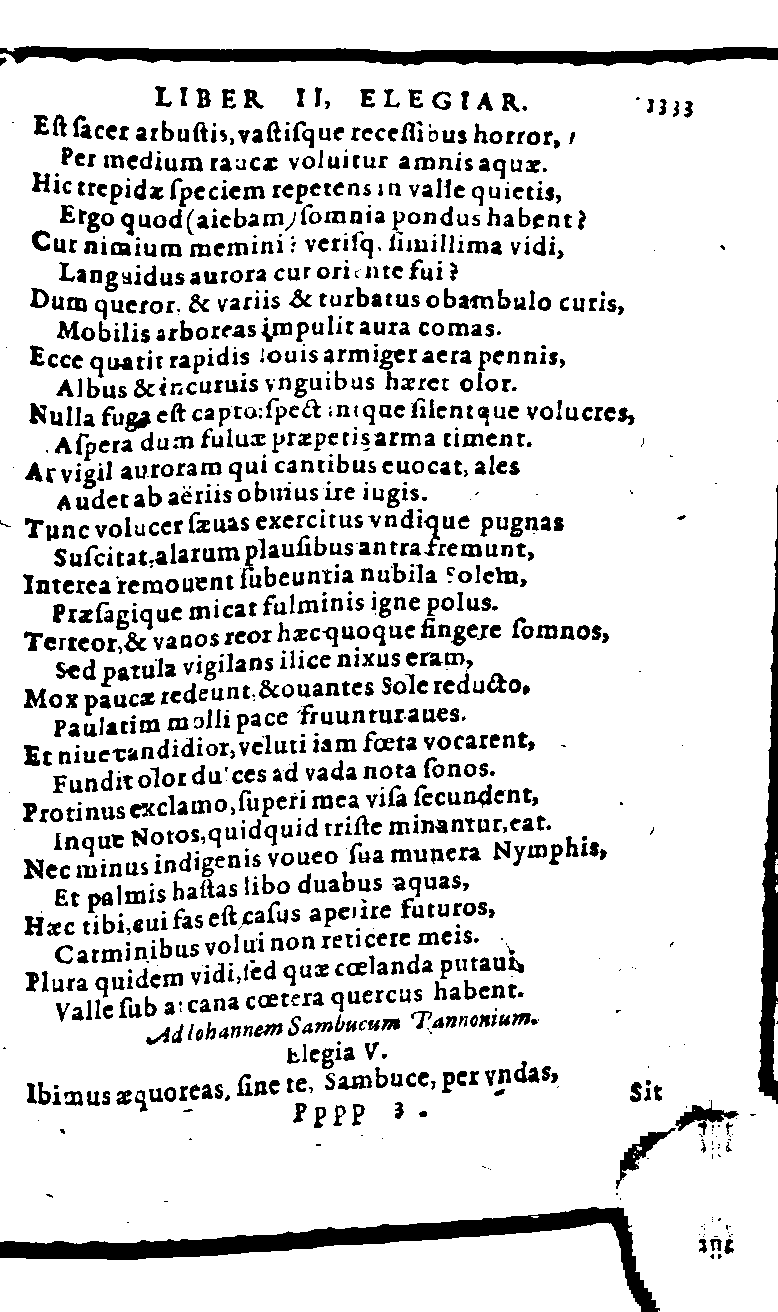 LIBER II, ELEGIAR. 1333
Eſt ſacer arbuſtis, vaſtiſque receſſibus horror,
Per medium raucæ voluitur amnis aquæ.
Hic trepidæ ſpeciem repetens in valle quietis,
Ergo quod (aiebam) ſomnia pondus habent?
Cur nimium memini? veriſq. ſimillima vidi,
Languidus aurora cur oriente fui?
Dum queror, & variis & turbatus obambulo curis,
Mobilis arboreas impulit aura comas.
Ecce quatit rapidis Iouis armiger aera pennis,
Albus & incuruis vnguibus hæret olor.
Nulla fuga eſt capto: ſpectantque ſilentque volucres,
Aſpera dum fuluæ præpetis arma timent.
At vigil auroram qui cantibus euocat, ales
Audet ab aëriis obuius ire iugis.
Tunc volucer ſæuas exercitus vndique pugnas
Suſcitat, alarum plauſibus antra fremunt,
Interea remouent ſubeuntia nubila Solem,
Præſagique micat fulminis igne polus.
Terreor, & vanos reor hæc quoque fingere ſomnos,
Sed patula vigilans ilice nixus eram,
Mox paucæ redeunt, & ouantes Sole reducto,
Paulatim molli pace fruuntur aues.
Et niue candidior, veluti iam fœta vocarent,
Fundit olor dulces ad vada nota ſonos.
Protinus exclamo, ſuperi mea viſa ſecundent,
Inque Notos, quidquid triſte minantur, eat.
Nec minus indigenis voueo ſua munera Nymphis,
Et palmis hauſtas libo duabus aquas,
Hæc tibi, cui fas eſt caſus aperire futuros,
Carminibus volui non reticere meis.
Plura quidem vidi, ſed quæ cœlanda putaui,
Valle ſub arcana cœtera quercus habent.
Ad Iohannem Sambucum Pannonium.
Elegia V.
Ibimus æquoreas, ſine te, Sambuce, per vndas,
Sit
Pppp 3.